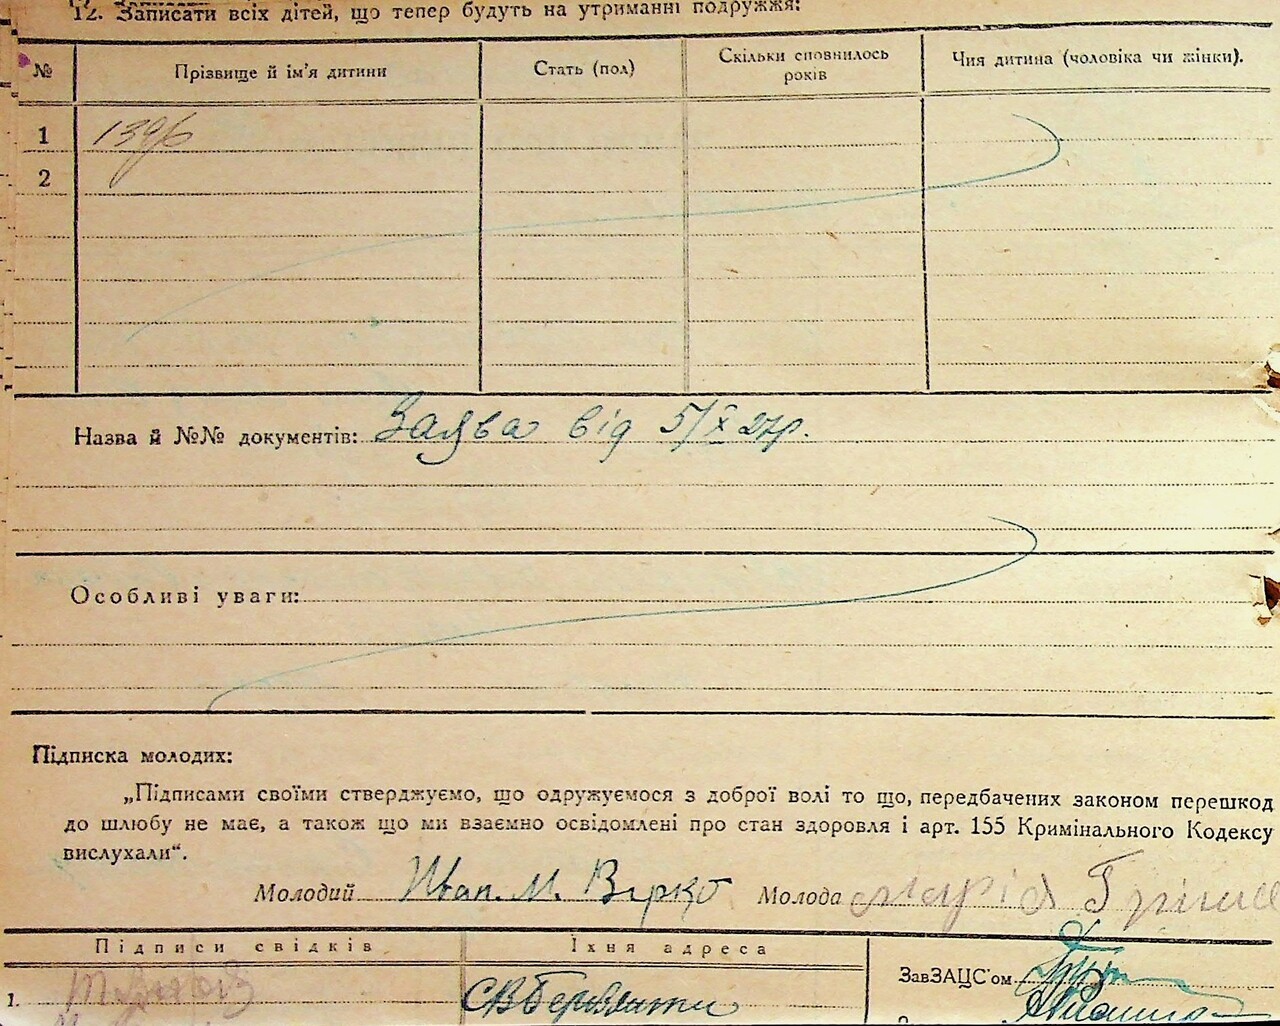 12. Записати всіх дітей, що тепер будуть на утриманні подружжя:
№ Прізвище й ім'я дитини Стать (пол) Скільки сповнилось років Чия дитина (чоловіка чи жінки).
1
2
Назва й №№ документів: Заява від 5/X 27р.
Особливі уваги:
Підписка молодих:
„Підписами своїми стверджуємо, що одружуємося з доброї волі то що, передбачених законом перешкод
до шлюбу не має, а також що ми взаємно освідомлені про стан здоровля і арт. 155 Кримінального Кодексу
вислухали“.
Молодий Иван. М. Вірко Молода Марія
Підписи свідків Їхня адреса
ЗавЗАЦС'ом
1.